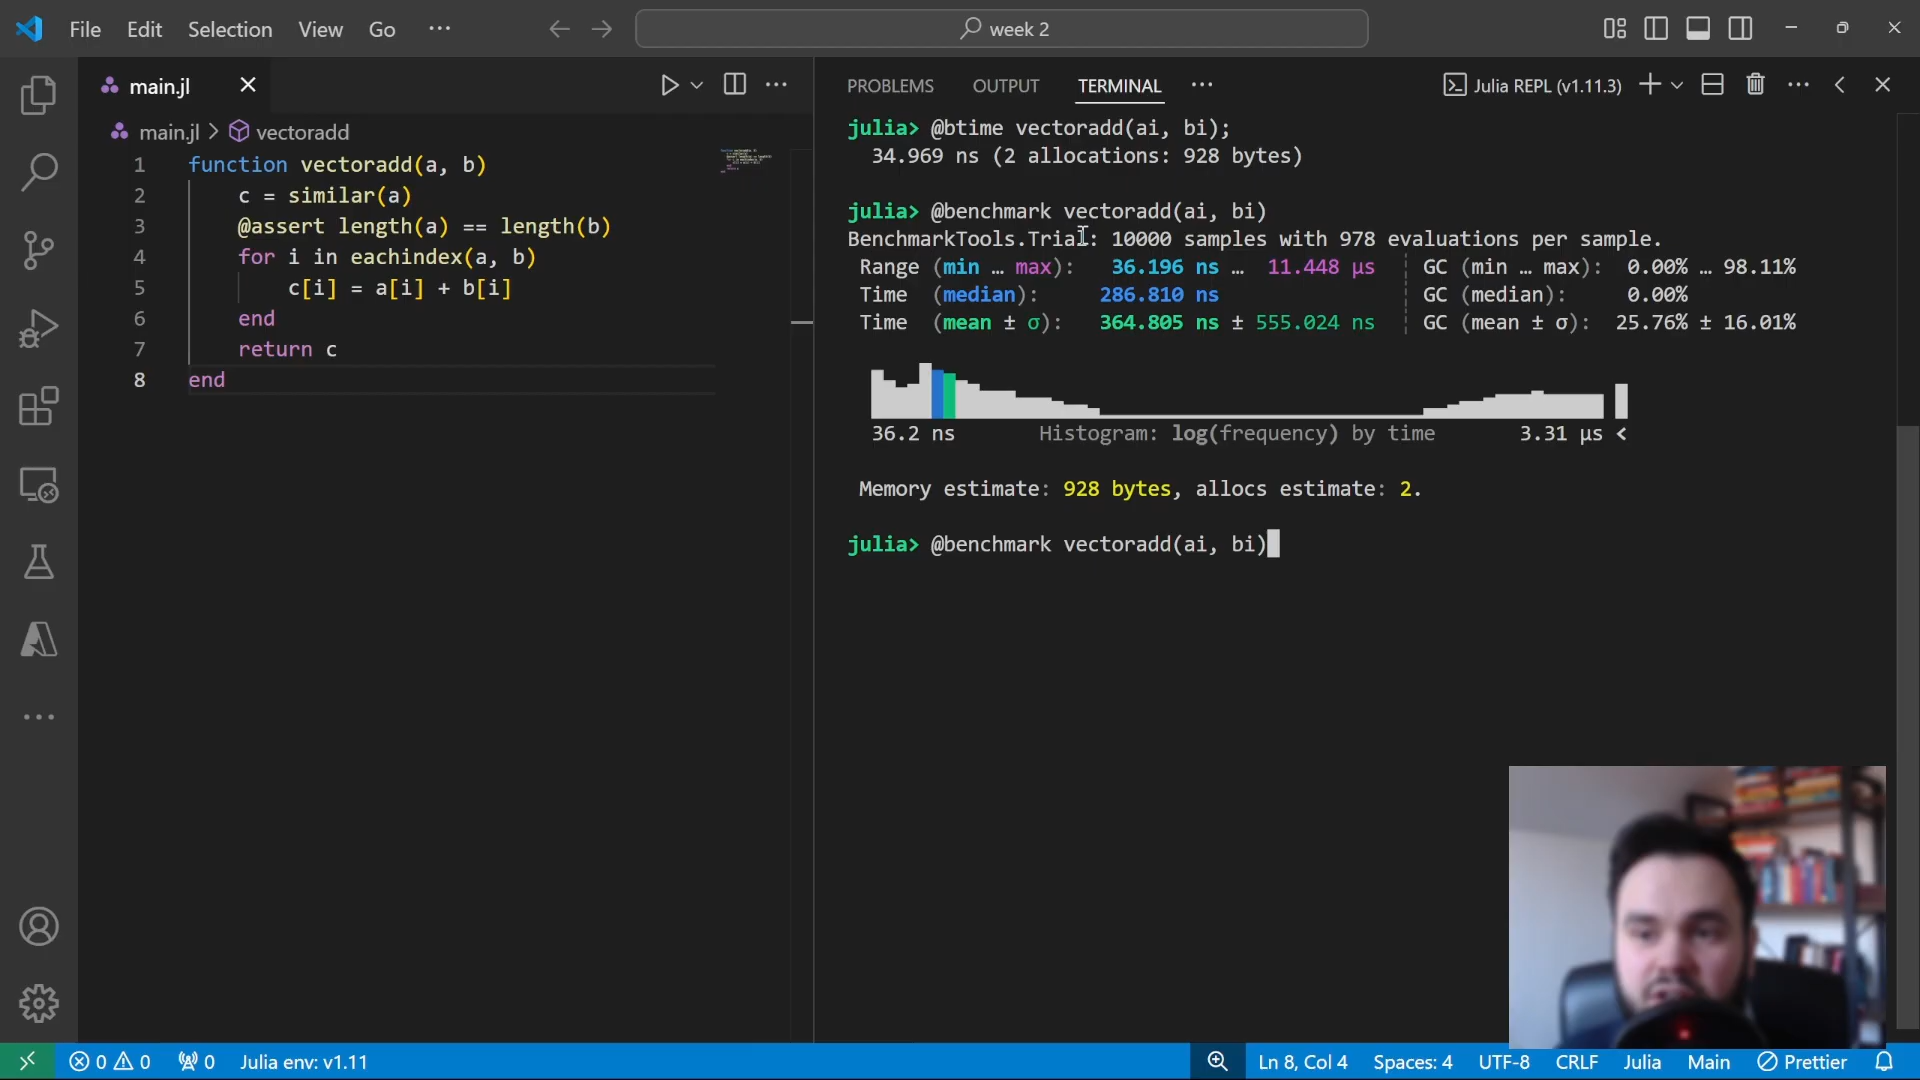 File Edit Selection View Go ···
week 2
main.jl
PROBLEMS OUTPUT TERMINAL ···
Julia REPL (v1.11.3)
main.jl > vectoradd
1 function vectoradd(a, b)
2 c = similar(a)
3 @assert length(a) == length(b)
4 for i in eachindex(a, b)
5 c[i] = a[i] + b[i]
6 end
7 return c
8 end
julia> @btime vectoradd(ai, bi);
34.969 ns (2 allocations: 928 bytes)
julia> @benchmark vectoradd(ai, bi)
BenchmarkTools.Trial: 10000 samples with 978 evaluations per sample.
Range (min … max): 36.196 ns … 11.448 μs ┊ GC (min … max): 0.00% … 98.11%
Time (median): 286.810 ns ┊ GC (median): 0.00%
Time (mean ± σ): 364.805 ns ± 555.024 ns ┊ GC (mean ± σ): 25.76% ± 16.01%
36.2 ns Histogram: log(frequency) by time 3.31 μs <
Memory estimate: 928 bytes, allocs estimate: 2.
julia> @benchmark vectoradd(ai, bi)
0 0 0 Julia env: v1.11
Ln 8, Col 4 Spaces: 4 UTF-8 CRLF Julia Main Prettier